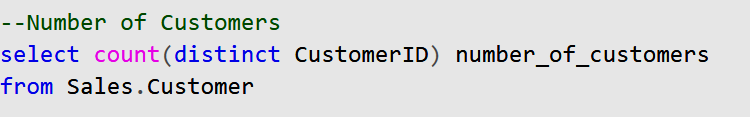 --Number of Customers
select count(distinct CustomerID) number_of_customers
from Sales.Customer